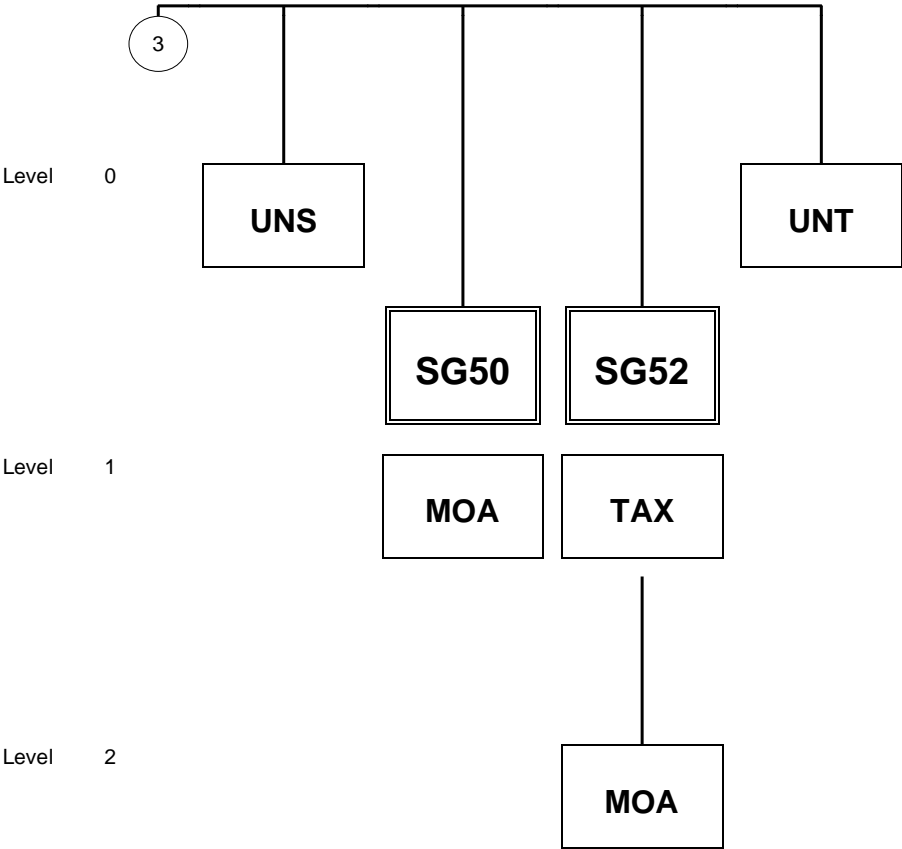 3
Level 0
UNS
UNT
SG50
SG52
Level 1
MOA
TAX
Level 2
MOA